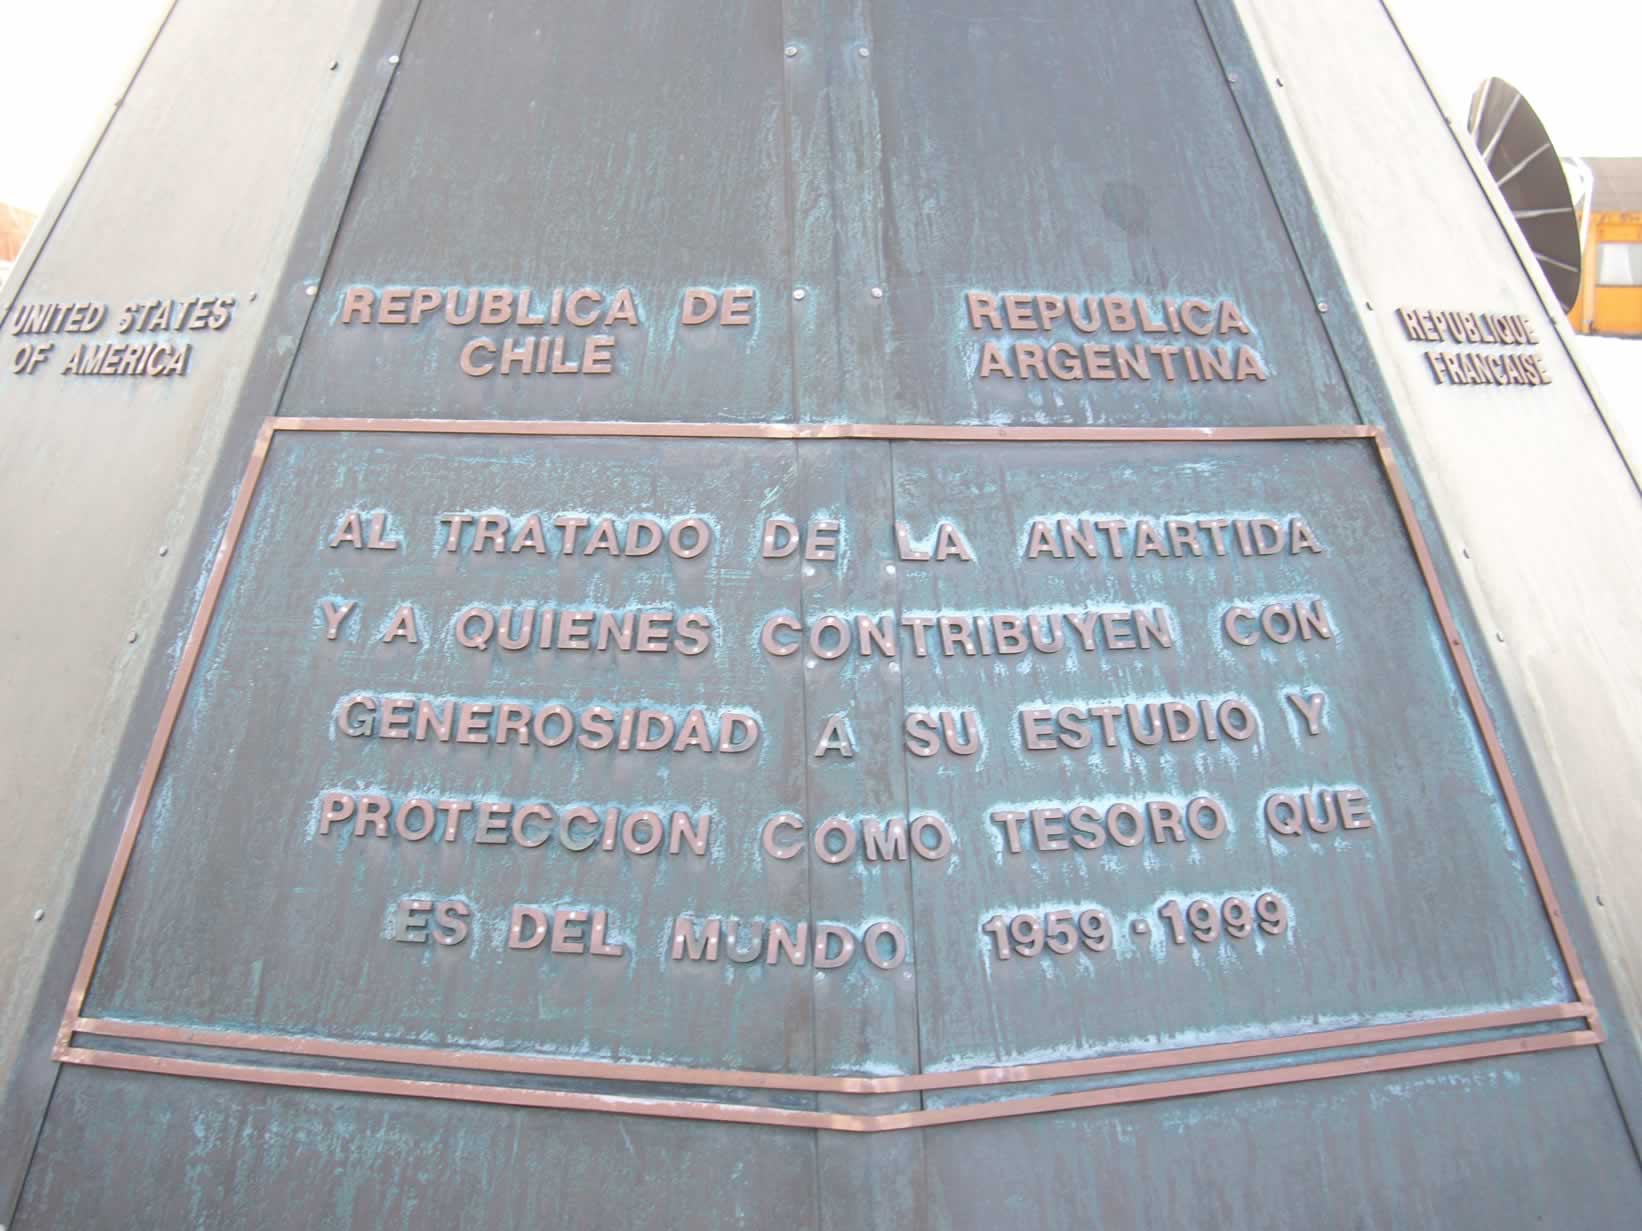 UNITED STATES
OF AMERICA
REPUBLICA DE
CHILE
REPUBLICA
ARGENTINA
REPUBLIQUE
FRANCAISE
AL TRATADO DE LA ANTARTIDA
Y A QUIENES CONTRIBUYEN CON
GENEROSIDAD A SU ESTUDIO Y
PROTECCION COMO TESORO QUE
ES DEL MUNDO 1959 - 1999